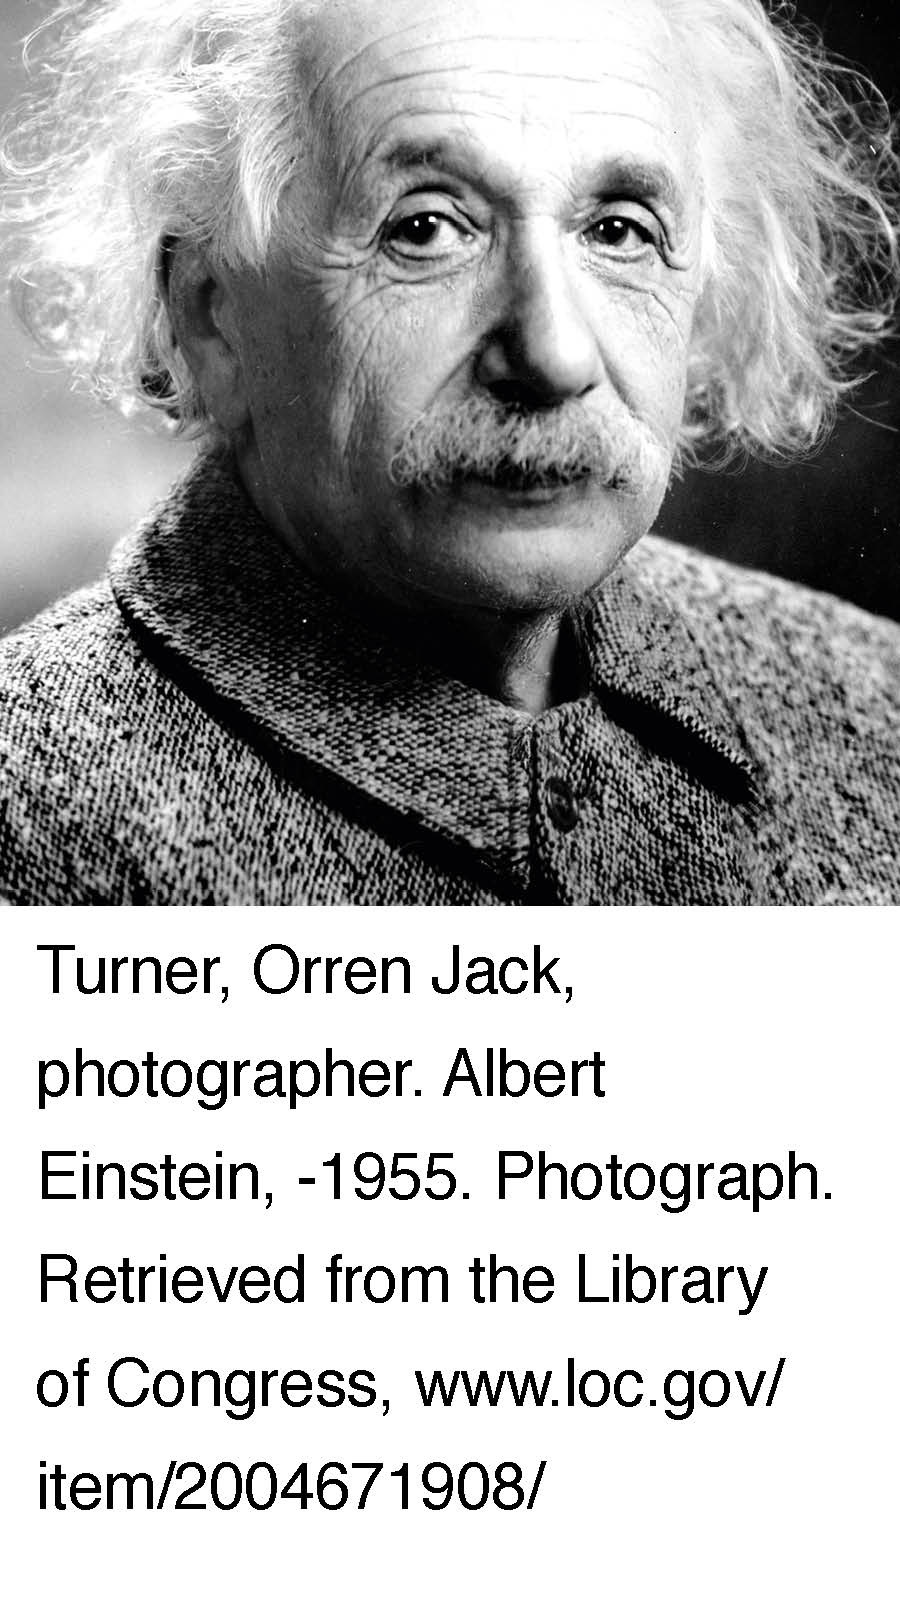 Turner, Orren Jack,
photographer. Albert
Einstein, -1955. Photograph.
Retrieved from the Library
of Congress, www.loc.gov/
item/2004671908/